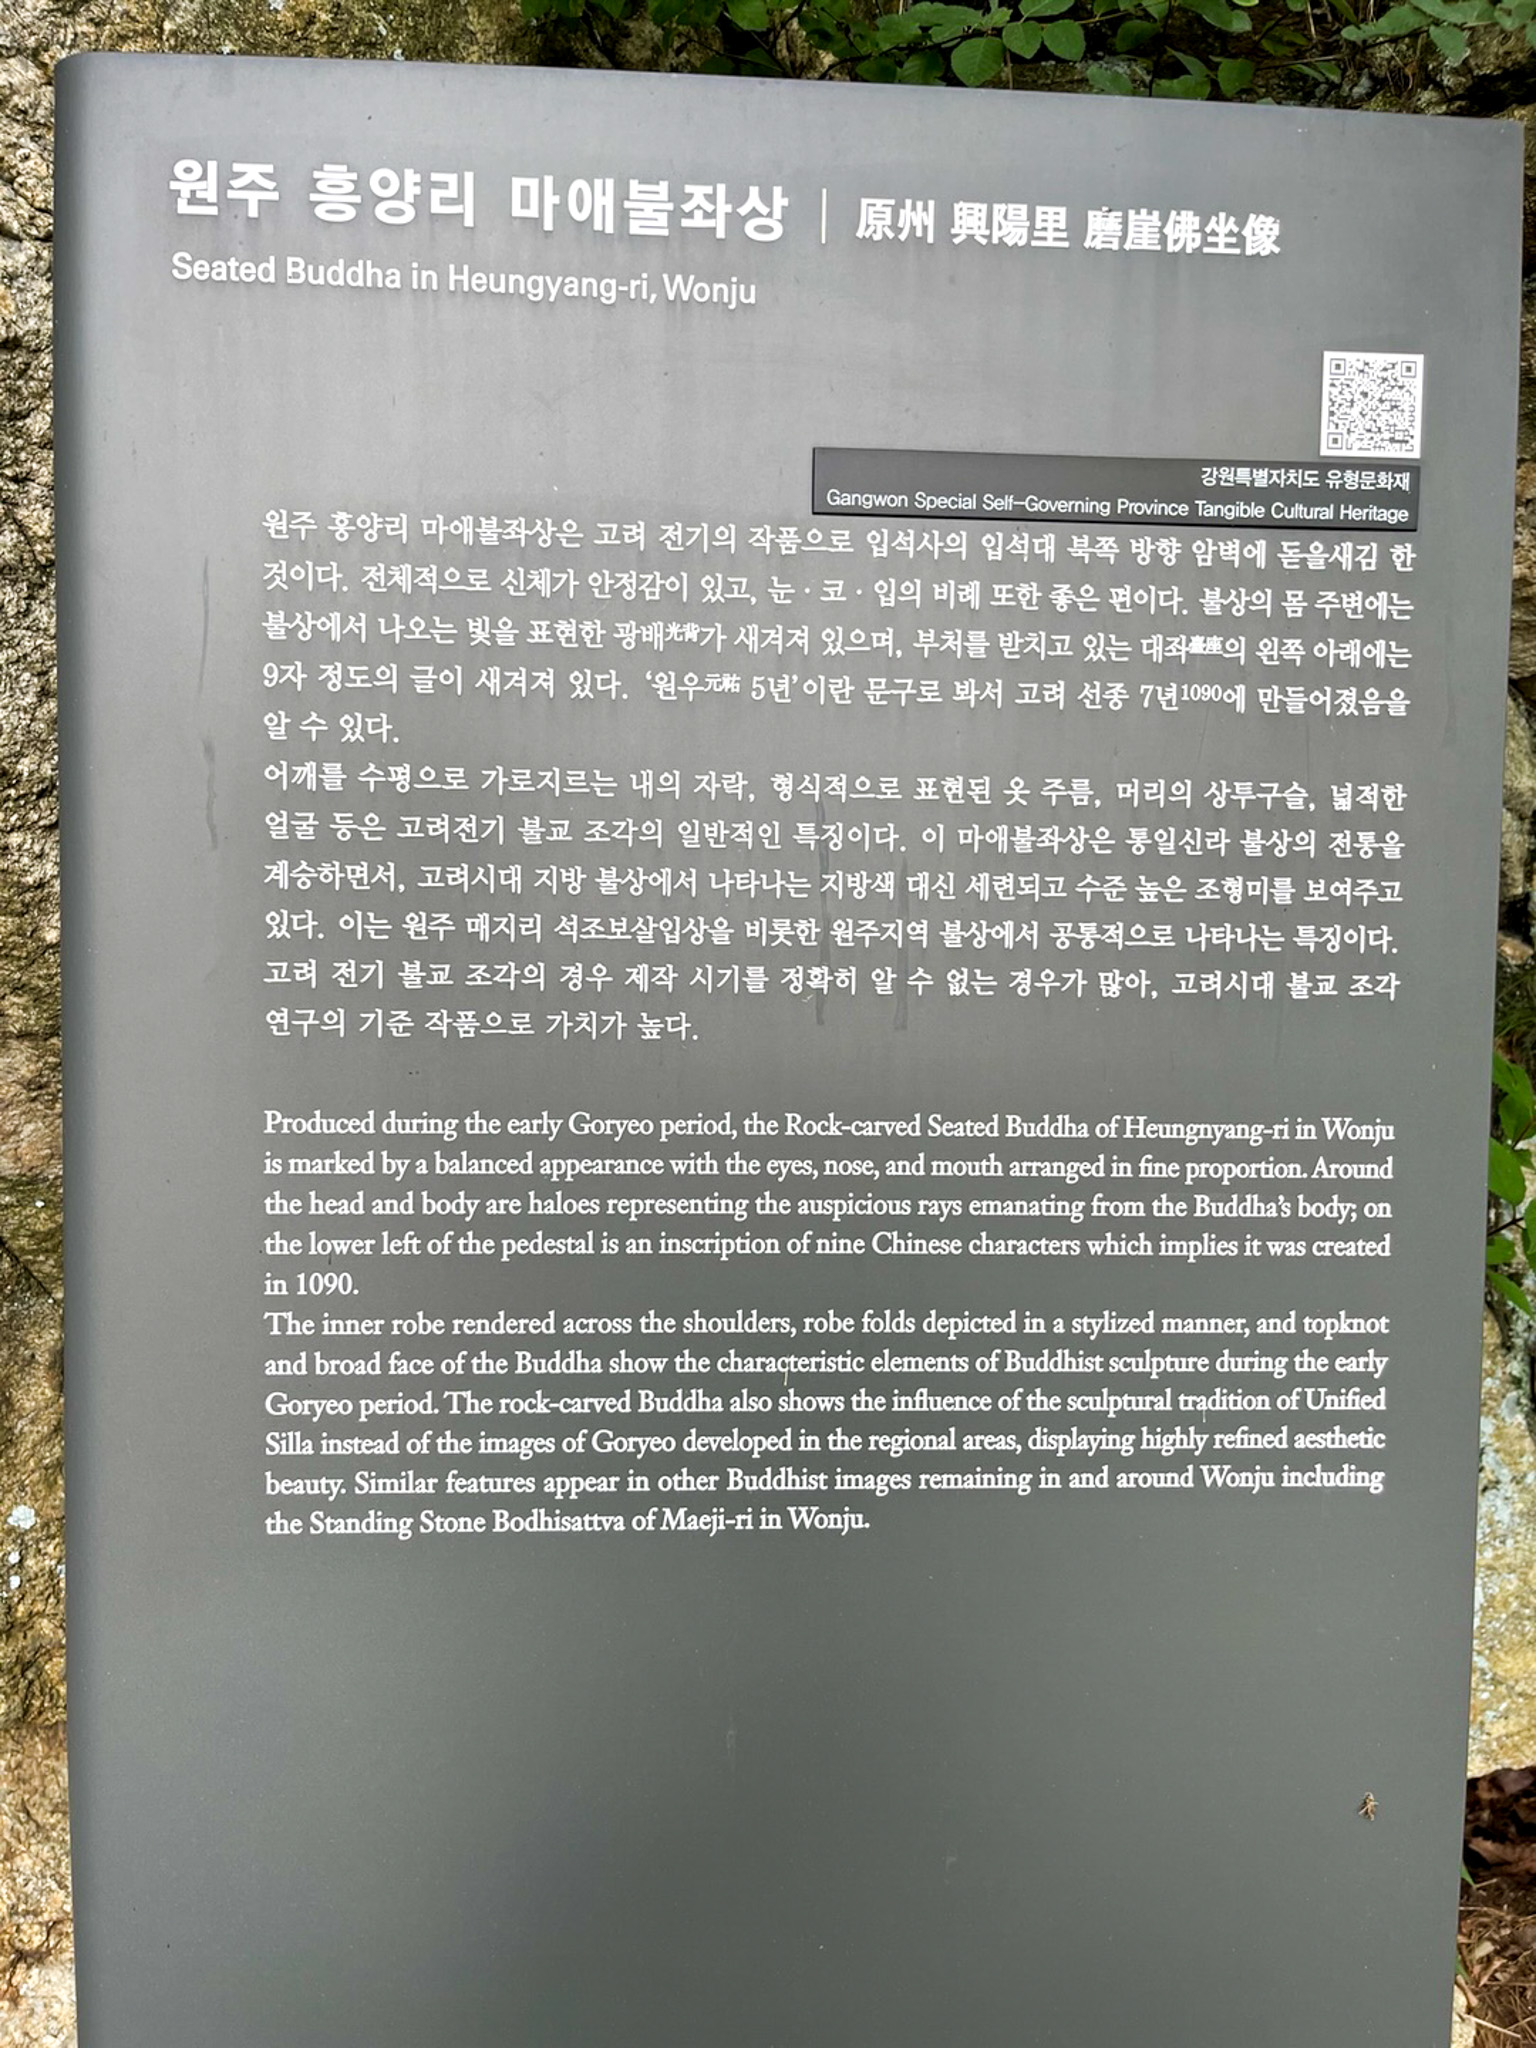 원주 흥양리 마애불좌상 | 原州 興陽里 磨崖佛坐像
Seated Buddha in Heungyang-ri, Wonju
강원특별자치도 유형문화재
Gangwon Special Self-Governing Province Tangible Cultural Heritage
원주 흥양리 마애불좌상은 고려 전기의 작품으로 입석사의 입석대 북쪽 방향 암벽에 돋을새김 한
것이다. 전체적으로 신체가 안정감이 있고, 눈·코·입의 비례 또한 좋은 편이다. 불상의 몸 주변에는
불상에서 나오는 빛을 표현한 광배光背가 새겨져 있으며, 부처를 받치고 있는 대좌臺座의 왼쪽 아래에는
9자 정도의 글이 새겨져 있다. ‘원우元祐 5년’이란 문구로 봐서 고려 선종 7년1090에 만들어졌음을
알 수 있다.
어깨를 수평으로 가로지르는 내의 자락, 형식적으로 표현된 옷 주름, 머리의 상투구슬, 넓적한
얼굴 등은 고려전기 불교 조각의 일반적인 특징이다. 이 마애불좌상은 통일신라 불상의 전통을
계승하면서, 고려시대 지방 불상에서 나타나는 지방색 대신 세련되고 수준 높은 조형미를 보여주고
있다. 이는 원주 매지리 석조보살입상을 비롯한 원주지역 불상에서 공통적으로 나타나는 특징이다.
고려 전기 불교 조각의 경우 제작 시기를 정확히 알 수 없는 경우가 많아, 고려시대 불교 조각
연구의 기준 작품으로 가치가 높다.
Produced during the early Goryeo period, the Rock-carved Seated Buddha of Heungnyang-ri in Wonju
is marked by a balanced appearance with the eyes, nose, and mouth arranged in fine proportion. Around
the head and body are haloes representing the auspicious rays emanating from the Buddha's body; on
the lower left of the pedestal is an inscription of nine Chinese characters which implies it was created
in 1090.
The inner robe rendered across the shoulders, robe folds depicted in a stylized manner, and topknot
and broad face of the Buddha show the characteristic elements of Buddhist sculpture during the early
Goryeo period. The rock-carved Buddha also shows the influence of the sculptural tradition of Unified
Silla instead of the images of Goryeo developed in the regional areas, displaying highly refined aesthetic
beauty. Similar features appear in other Buddhist images remaining in and around Wonju including
the Standing Stone Bodhisattva of Maeji-ri in Wonju.